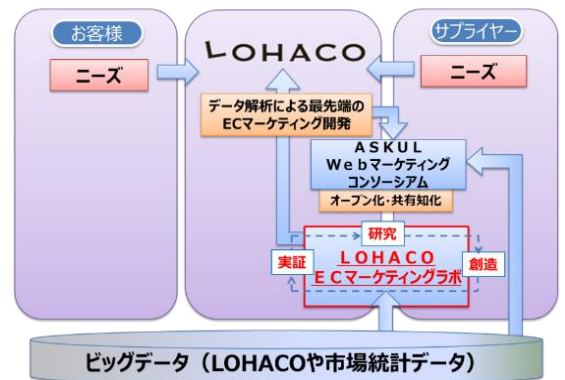 お客様
サプライヤー
LOHACO
ニーズ
ニーズ
データ解析による最先端の
ECマーケティング開発
ASKUL
Webマーケティング
コンソーシアム
オープン化・共有知化
研究
実証
LOHACO
ECマーケティングラボ
創造
ビッグデータ（LOHACOや市場統計データ）